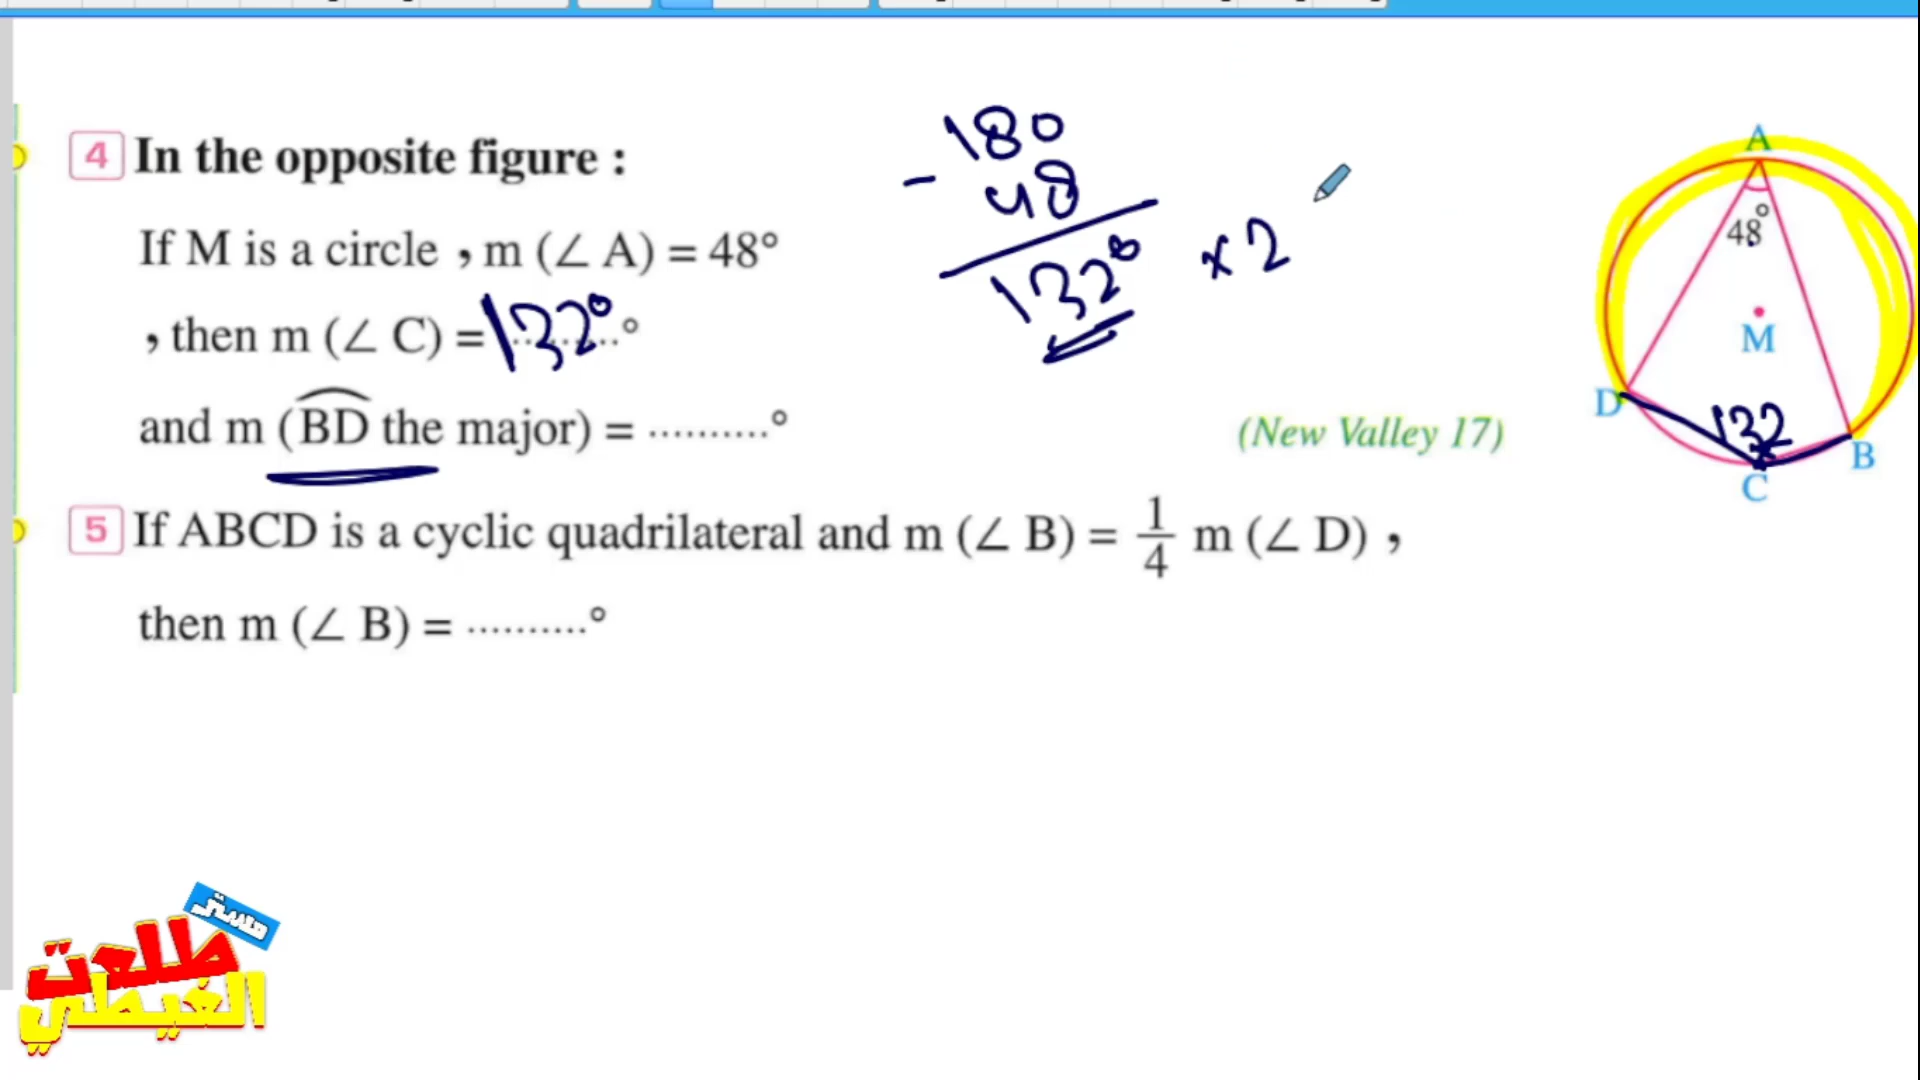 4 In the opposite figure :
If M is a circle , m (∠ A) = 48°
, then m (∠ C) = 132° ..........°
and m (BD the major) = ..........°
(New Valley 17)
5 If ABCD is a cyclic quadrilateral and m (∠ B) = 1/4 m (∠ D) ,
then m (∠ B) = ..........°
180
- 48
132° × 2
A
48°
M
D
132
B
C
مستر
طلعت
الغيطي